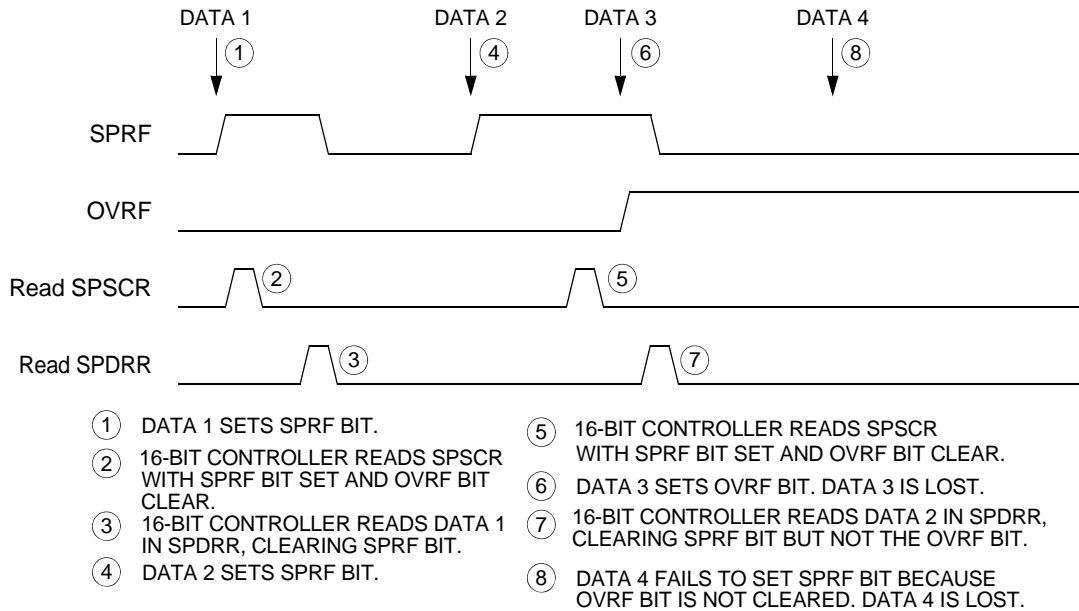 DATA 1 DATA 2 DATA 3 DATA 4
1 4 6 8
SPRF
OVRF
Read SPSCR 2 5
Read SPDRR 3 7
1 DATA 1 SETS SPRF BIT.
2 16-BIT CONTROLLER READS SPSCR
WITH SPRF BIT SET AND OVRF BIT
CLEAR.
3 16-BIT CONTROLLER READS DATA 1
IN SPDRR, CLEARING SPRF BIT.
4 DATA 2 SETS SPRF BIT.
5 16-BIT CONTROLLER READS SPSCR
WITH SPRF BIT SET AND OVRF BIT CLEAR.
6 DATA 3 SETS OVRF BIT. DATA 3 IS LOST.
7 16-BIT CONTROLLER READS DATA 2 IN SPDRR,
CLEARING SPRF BIT BUT NOT THE OVRF BIT.
8 DATA 4 FAILS TO SET SPRF BIT BECAUSE
OVRF BIT IS NOT CLEARED. DATA 4 IS LOST.